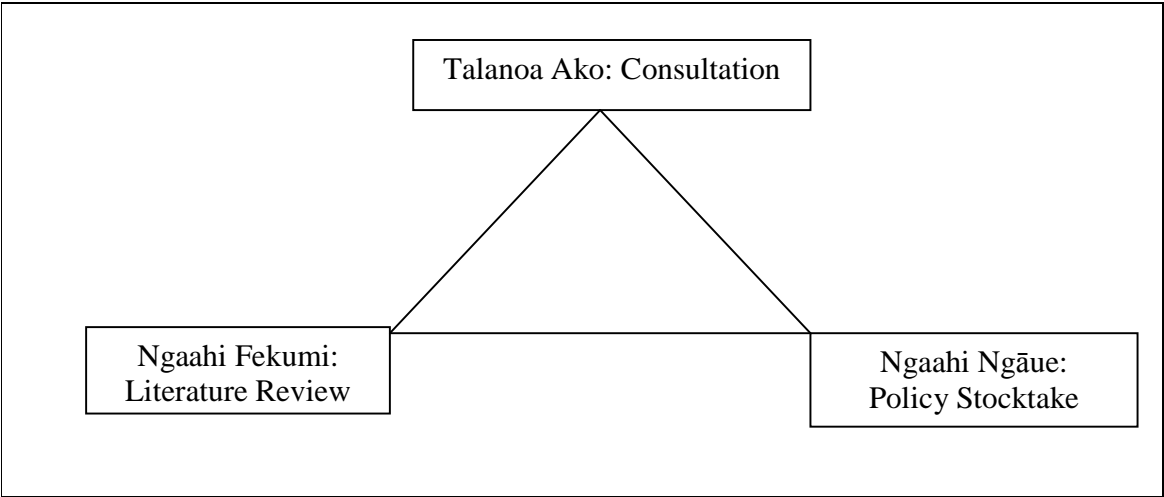 Talanoa Ako: Consultation
Ngaahi Fekumi:
Literature Review
Ngaahi Ngāue:
Policy Stocktake